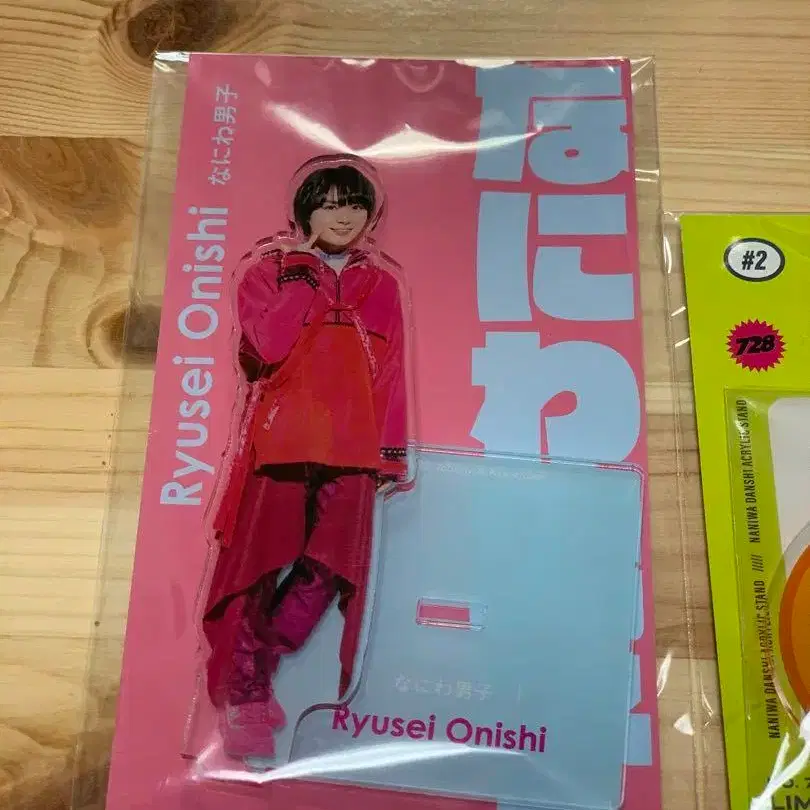 Ryusei Onishi なにわ男子
なにわ
なにわ男子
Ryusei Onishi
#2
728
NANIWA DANSHI ACRYLIC STAND ///// NANIWA DANSHI ACRYLIC STAND